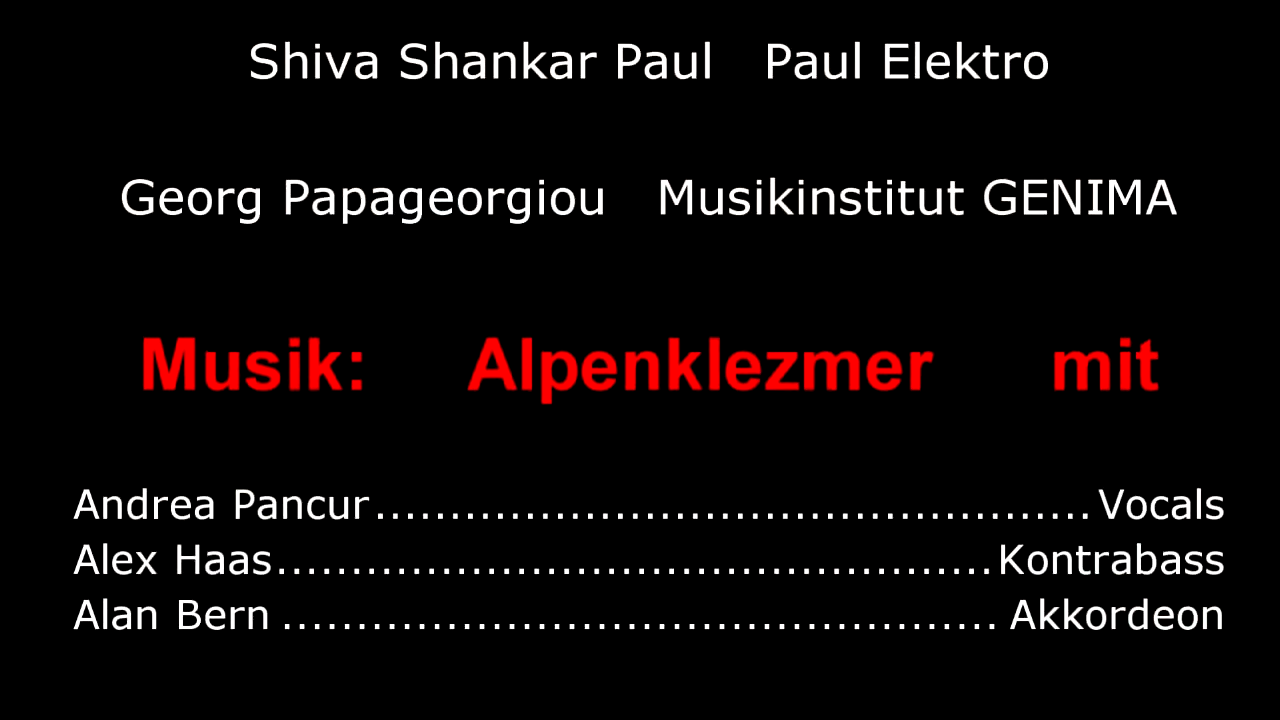 Shiva Shankar Paul Paul Elektro
Georg Papageorgiou Musikinstitut GENIMA
Musik: Alpenklezmer mit
Andrea Pancur................................................Vocals
Alex Haas................................................Kontrabass
Alan Bern................................................Akkordeon